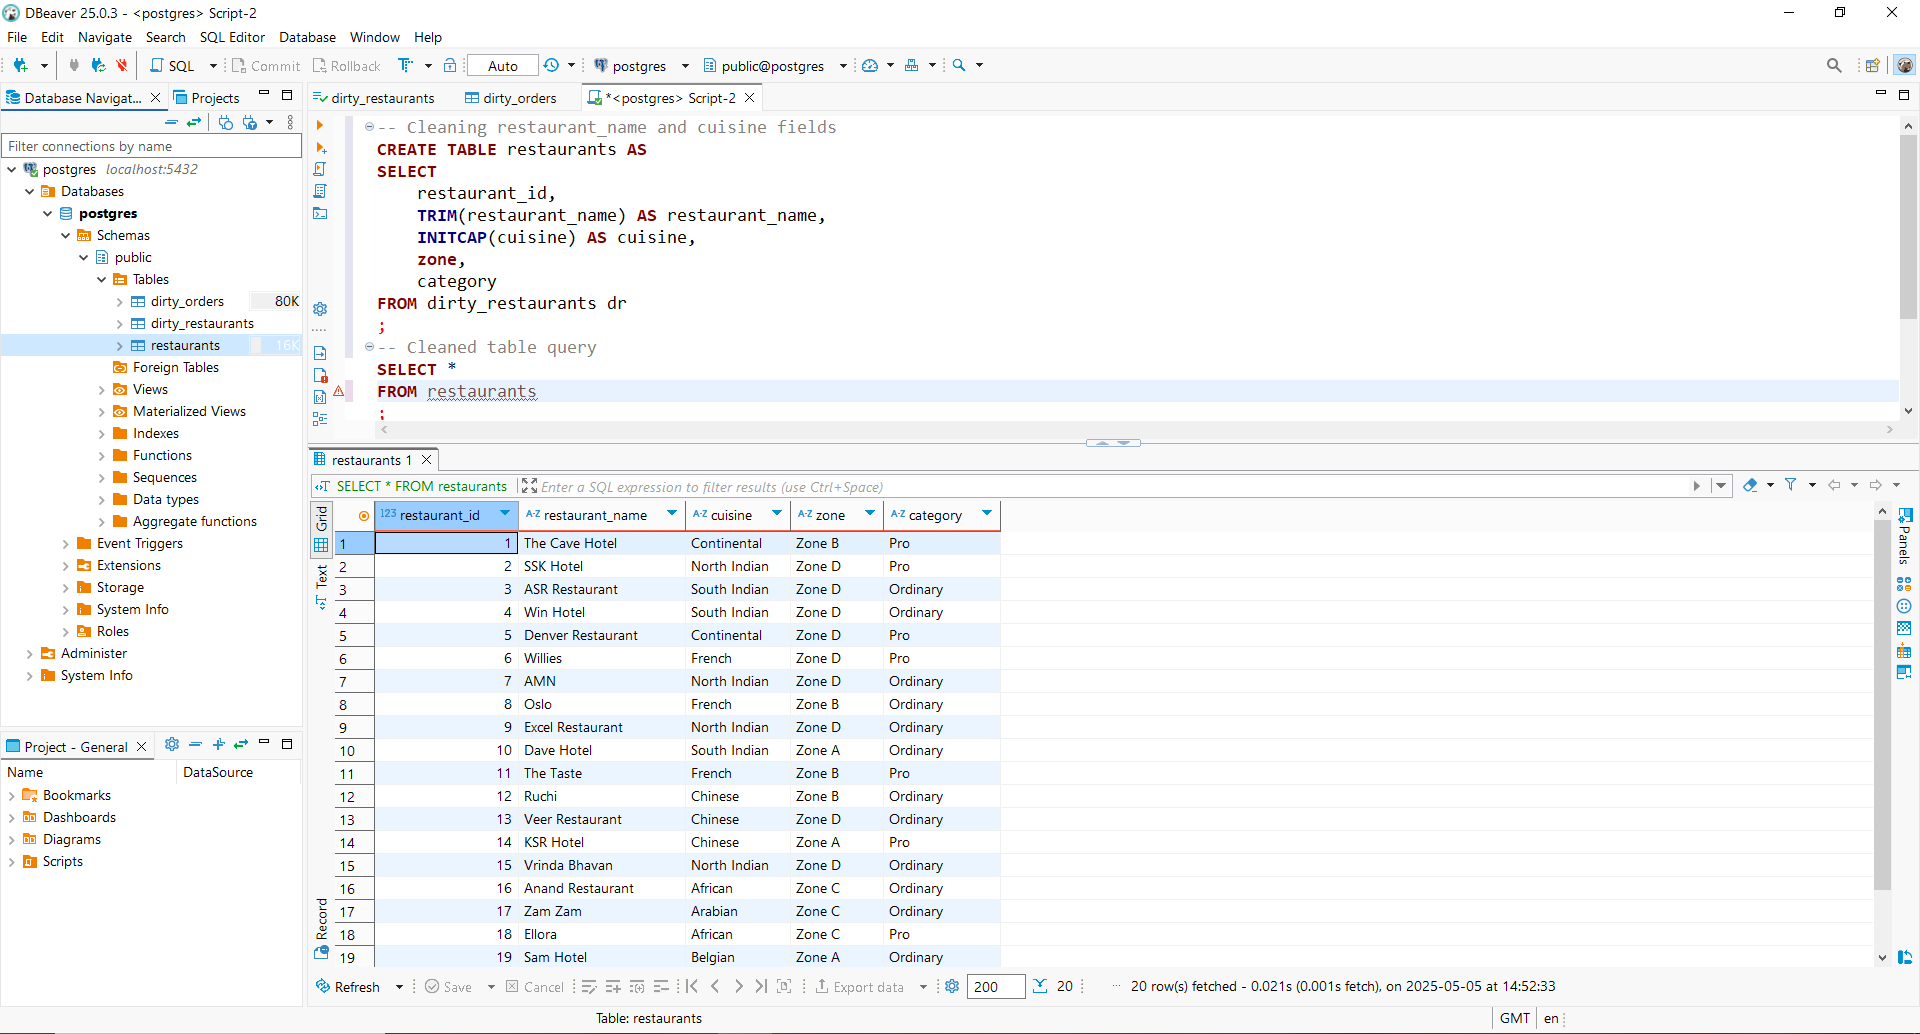 DBeaver 25.0.3 - <postgres> Script-2
File Edit Navigate Search SQL Editor Database Window Help
SQL Commit Rollback Auto postgres public@postgres
Database Navigat... Projects
dirty_restaurants dirty_orders *<postgres> Script-2
Filter connections by name
postgres localhost:5432
Databases
postgres
Schemas
public
Tables
dirty_orders 80K
dirty_restaurants
restaurants 16K
Foreign Tables
Views
Materialized Views
Indexes
Functions
Sequences
Data types
Aggregate functions
Event Triggers
Extensions
Storage
System Info
Roles
Administer
System Info
Project - General
Name DataSource
Bookmarks
Dashboards
Diagrams
Scripts
-- Cleaning restaurant_name and cuisine fields
CREATE TABLE restaurants AS
SELECT
restaurant_id,
TRIM(restaurant_name) AS restaurant_name,
INITCAP(cuisine) AS cuisine,
zone,
category
FROM dirty_restaurants dr
;
-- Cleaned table query
SELECT *
FROM restaurants
;
restaurants 1
SELECT * FROM restaurants Enter a SQL expression to filter results (use Ctrl+Space)
Grid
Text
Record
Panels
123 restaurant_id A-Z restaurant_name A-Z cuisine A-Z zone A-Z category
1 1 The Cave Hotel Continental Zone B Pro
2 2 SSK Hotel North Indian Zone D Pro
3 3 ASR Restaurant South Indian Zone D Ordinary
4 4 Win Hotel South Indian Zone D Ordinary
5 5 Denver Restaurant Continental Zone D Pro
6 6 Willies French Zone D Pro
7 7 AMN North Indian Zone D Ordinary
8 8 Oslo French Zone B Ordinary
9 9 Excel Restaurant North Indian Zone D Ordinary
10 10 Dave Hotel South Indian Zone A Ordinary
11 11 The Taste French Zone B Pro
12 12 Ruchi Chinese Zone B Ordinary
13 13 Veer Restaurant Chinese Zone D Ordinary
14 14 KSR Hotel Chinese Zone A Pro
15 15 Vrinda Bhavan North Indian Zone D Ordinary
16 16 Anand Restaurant African Zone C Ordinary
17 17 Zam Zam Arabian Zone C Ordinary
18 18 Ellora African Zone C Pro
19 19 Sam Hotel Belgian Zone A Ordinary
Refresh Save Cancel Export data 200 20 20 row(s) fetched - 0.021s (0.001s fetch), on 2025-05-05 at 14:52:33
Table: restaurants GMT en